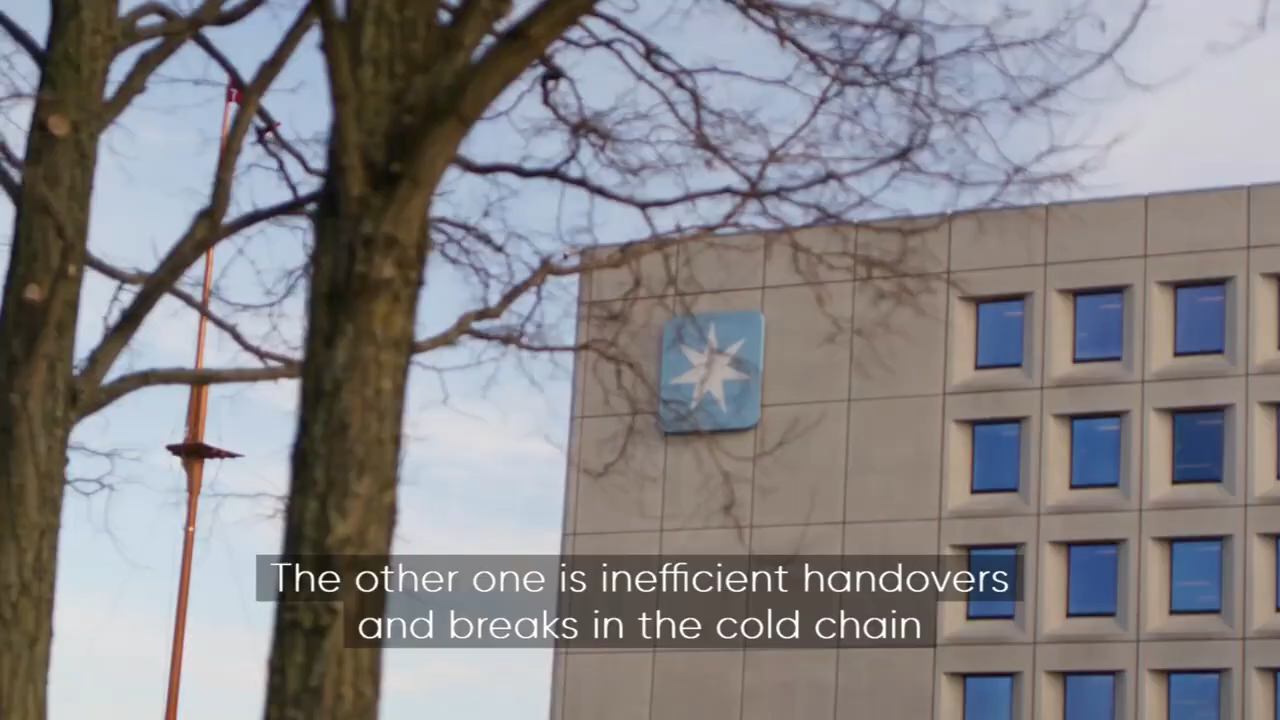 The other one is inefficient handovers
and breaks in the cold chain